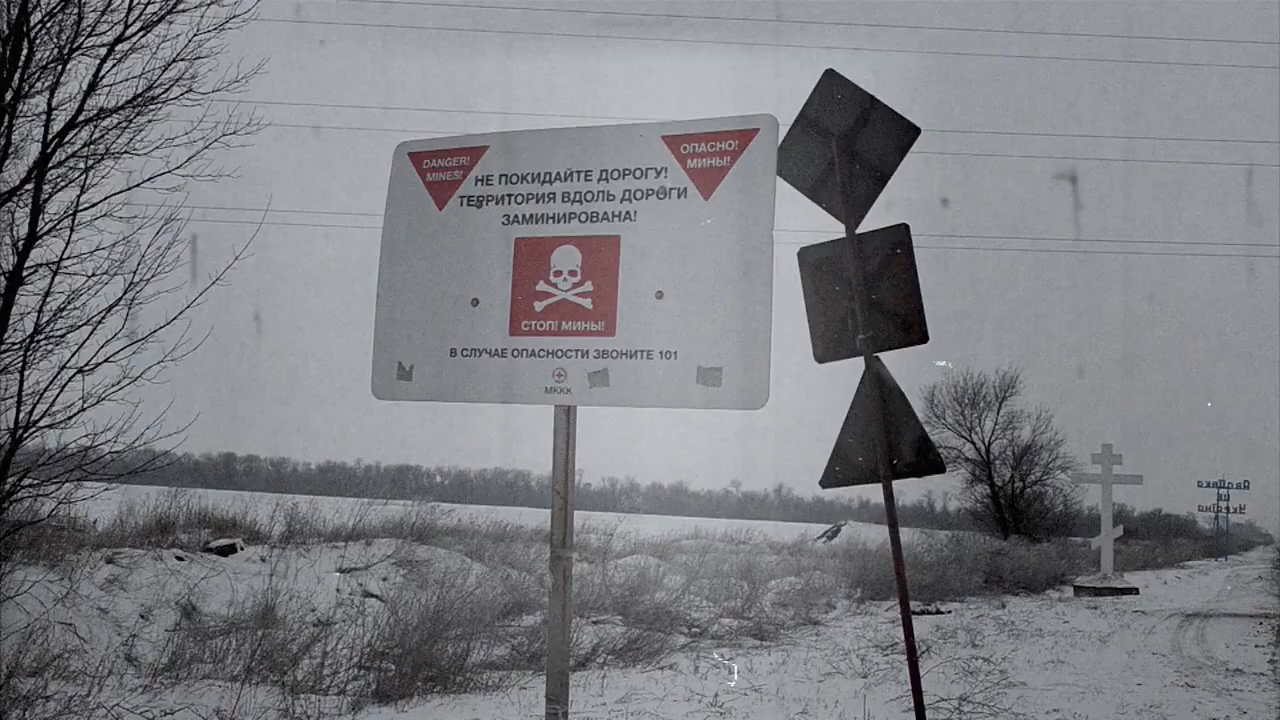 DANGER!
MINES!
ОПАСНО!
МИНЫ!
НЕ ПОКИДАЙТЕ ДОРОГУ!
ТЕРРИТОРИЯ ВДОЛЬ ДОРОГИ
ЗАМИНИРОВАНА!
СТОП! МИНЫ!
В СЛУЧАЕ ОПАСНОСТИ ЗВОНИТЕ 101
МККК